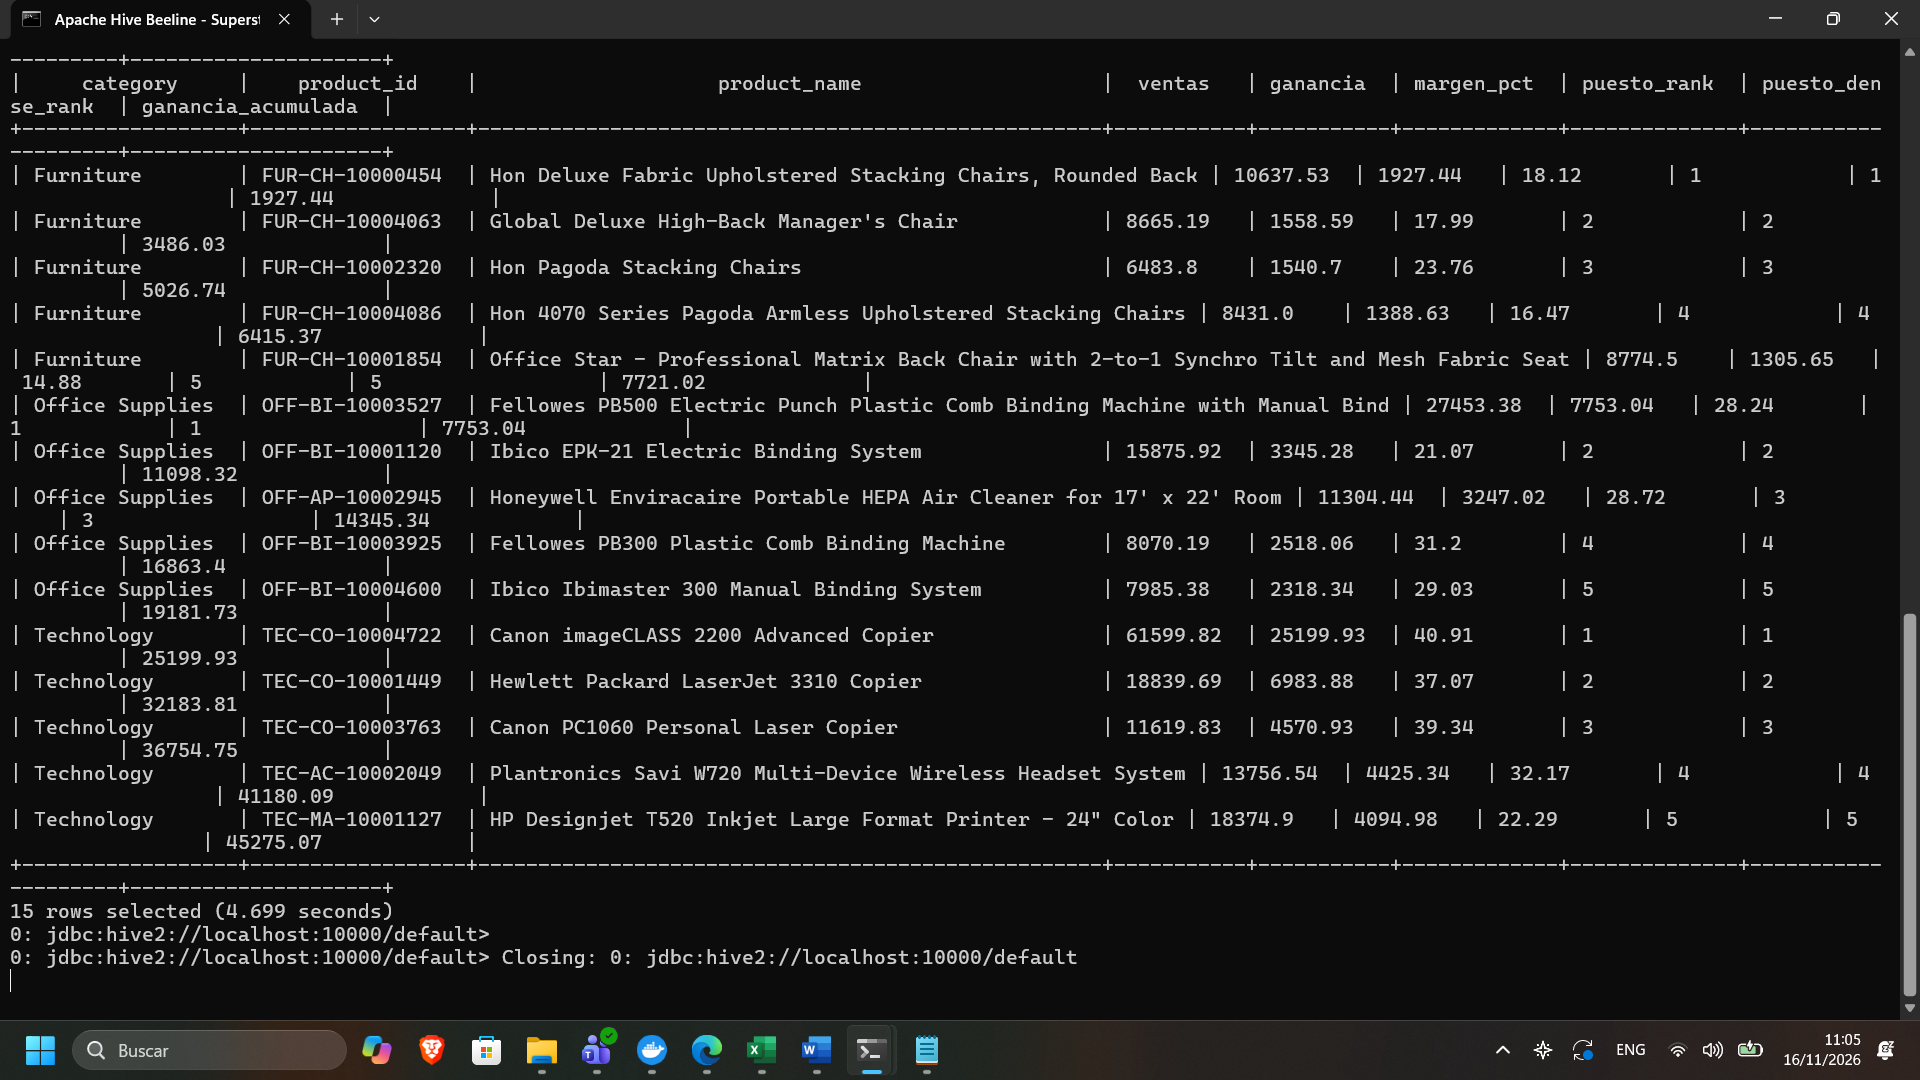 Apache Hive Beeline - Superst
---------+---------------------+
|     category     |    product_id    |                    product_name                    |  ventas   | ganancia  | margen_pct  | puesto_rank  | puesto_den
se_rank  | ganancia_acumulada  |
+------------------+------------------+----------------------------------------------------+-----------+-----------+-------------+--------------+-----------
---------+---------------------+
| Furniture        | FUR-CH-10000454  | Hon Deluxe Fabric Upholstered Stacking Chairs, Rounded Back | 10637.53  | 1927.44   | 18.12       | 1            | 1
                  | 1927.44             |
| Furniture        | FUR-CH-10004063  | Global Deluxe High-Back Manager's Chair            | 8665.19   | 1558.59   | 17.99       | 2            | 2
         | 3486.03             |
| Furniture        | FUR-CH-10002320  | Hon Pagoda Stacking Chairs                         | 6483.8    | 1540.7    | 23.76       | 3            | 3
         | 5026.74             |
| Furniture        | FUR-CH-10004086  | Hon 4070 Series Pagoda Armless Upholstered Stacking Chairs | 8431.0    | 1388.63   | 16.47       | 4            | 4
                 | 6415.37             |
| Furniture        | FUR-CH-10001854  | Office Star - Professional Matrix Back Chair with 2-to-1 Synchro Tilt and Mesh Fabric Seat | 8774.5    | 1305.65   |
 14.88       | 5            | 5                  | 7721.02             |
| Office Supplies  | OFF-BI-10003527  | Fellowes PB500 Electric Punch Plastic Comb Binding Machine with Manual Bind | 27453.38  | 7753.04   | 28.24       |
1            | 1                  | 7753.04             |
| Office Supplies  | OFF-BI-10001120  | Ibico EPK-21 Electric Binding System               | 15875.92  | 3345.28   | 21.07       | 2            | 2
         | 11098.32            |
| Office Supplies  | OFF-AP-10002945  | Honeywell Enviracaire Portable HEPA Air Cleaner for 17' x 22' Room | 11304.44  | 3247.02   | 28.72       | 3
    | 3                  | 14345.34            |
| Office Supplies  | OFF-BI-10003925  | Fellowes PB300 Plastic Comb Binding Machine        | 8070.19   | 2518.06   | 31.2        | 4            | 4
         | 16863.4             |
| Office Supplies  | OFF-BI-10004600  | Ibico Ibimaster 300 Manual Binding System          | 7985.38   | 2318.34   | 29.03       | 5            | 5
         | 19181.73            |
| Technology       | TEC-CO-10004722  | Canon imageCLASS 2200 Advanced Copier              | 61599.82  | 25199.93  | 40.91       | 1            | 1
         | 25199.93            |
| Technology       | TEC-CO-10001449  | Hewlett Packard LaserJet 3310 Copier               | 18839.69  | 6983.88   | 37.07       | 2            | 2
         | 32183.81            |
| Technology       | TEC-CO-10003763  | Canon PC1060 Personal Laser Copier                 | 11619.83  | 4570.93   | 39.34       | 3            | 3
         | 36754.75            |
| Technology       | TEC-AC-10002049  | Plantronics Savi W720 Multi-Device Wireless Headset System | 13756.54  | 4425.34   | 32.17       | 4            | 4
                 | 41180.09            |
| Technology       | TEC-MA-10001127  | HP Designjet T520 Inkjet Large Format Printer - 24" Color | 18374.9   | 4094.98   | 22.29       | 5            | 5
                | 45275.07            |
+------------------+------------------+----------------------------------------------------+-----------+-----------+-------------+--------------+-----------
---------+---------------------+
15 rows selected (4.699 seconds)
0: jdbc:hive2://localhost:10000/default>
0: jdbc:hive2://localhost:10000/default> Closing: 0: jdbc:hive2://localhost:10000/default
Buscar
ENG
11:05
16/11/2026